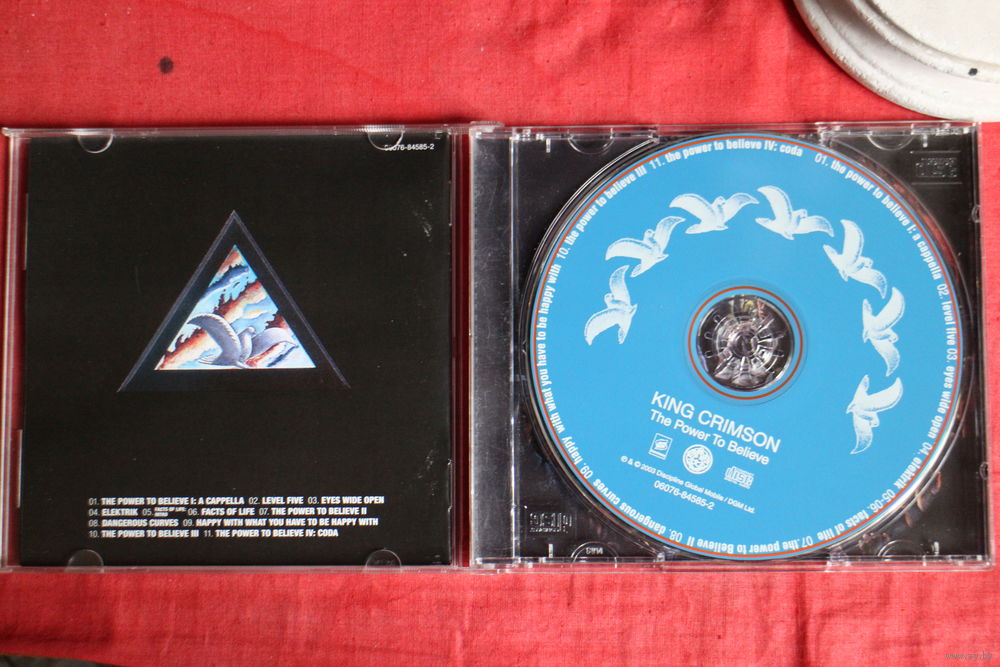 06076-84585-2
01. THE POWER TO BELIEVE I: A CAPPELLA 02. LEVEL FIVE 03. EYES WIDE OPEN
04. ELEKTRIK 05. FACTS OF LIFE: INTRO 06. FACTS OF LIFE 07. THE POWER TO BELIEVE II
08. DANGEROUS CURVES 09. HAPPY WITH WHAT YOU HAVE TO BE HAPPY WITH
10. THE POWER TO BELIEVE III 11. THE POWER TO BELIEVE IV: CODA
01. the power to believe I: a cappella 02. level five 03. eyes wide open 04. elektrik 05-06. facts of life 07. the power to Believe II 08. dangerous curves 09. happy with what you have to be happy with 10. the power to believe III 11. the power to believe IV: coda
KING CRIMSON
The Power To Believe
℗ & © 2003 Discipline Global Mobile / DGM Ltd.
06076-84585-2